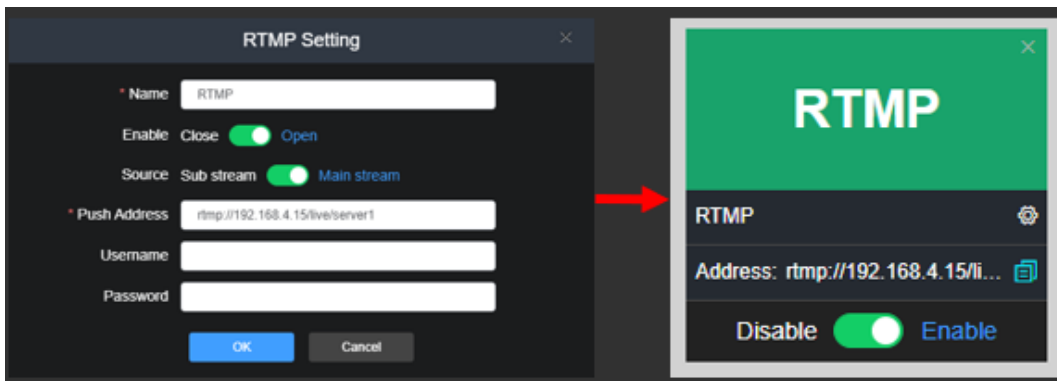 RTMP Setting
* Name RTMP
Enable Close Open
Source Sub stream Main stream
* Push Address rtmp://192.168.4.15/live/server1
Username
Password
OK Cancel
RTMP
RTMP
Address: rtmp://192.168.4.15/li...
Disable Enable